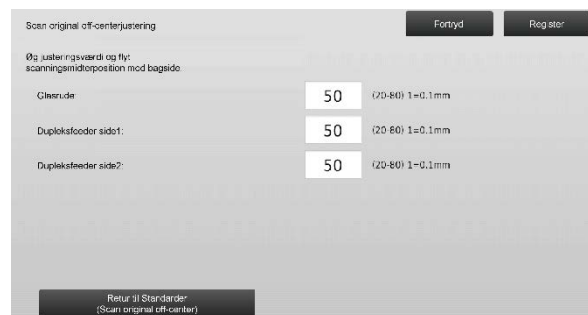 Scan original off-centerjustering
Fortryd
Register
Øg justeringsværdi og flyt
scanningsmidterposition mod bagside.
Glasrude:
50 (20-80) 1=0.1mm
Dupleksfeeder side1:
50 (20-80) 1=0.1mm
Dupleksfeeder side2:
50 (20-80) 1=0.1mm
Retur til Standarder
(Scan original off-center)